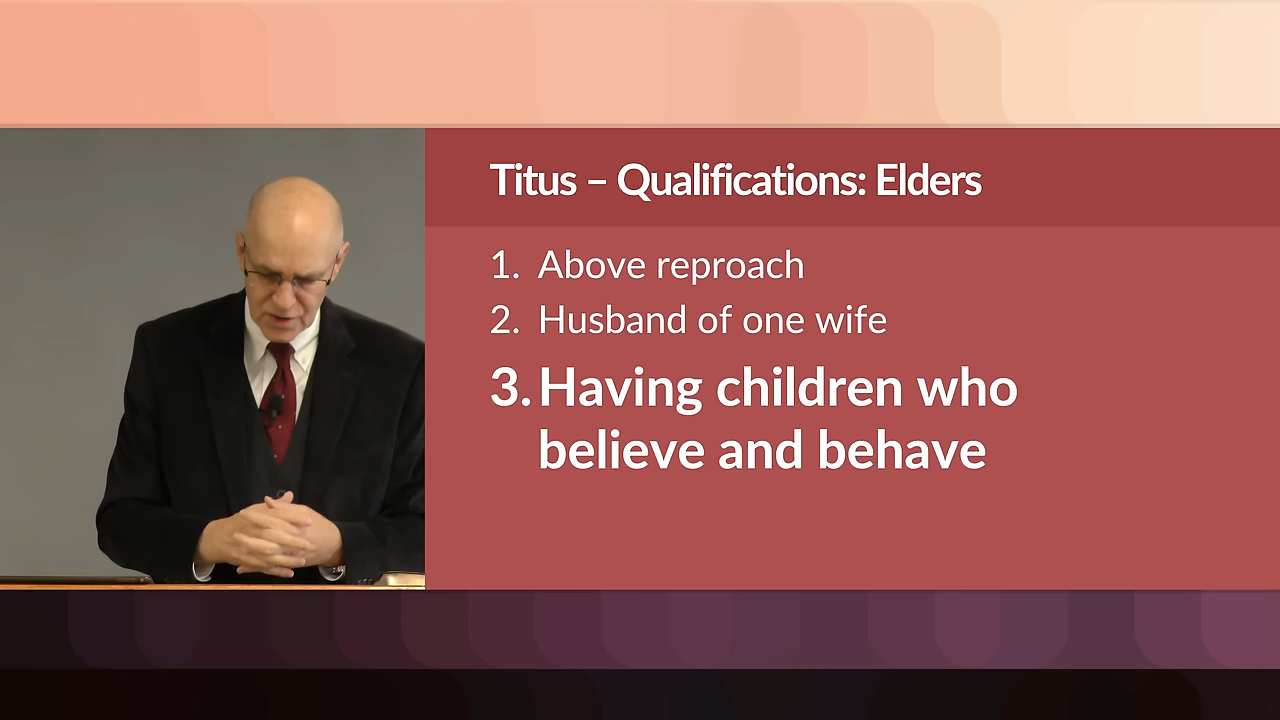 Titus – Qualifications: Elders
1. Above reproach
2. Husband of one wife
3. Having children who
believe and behave